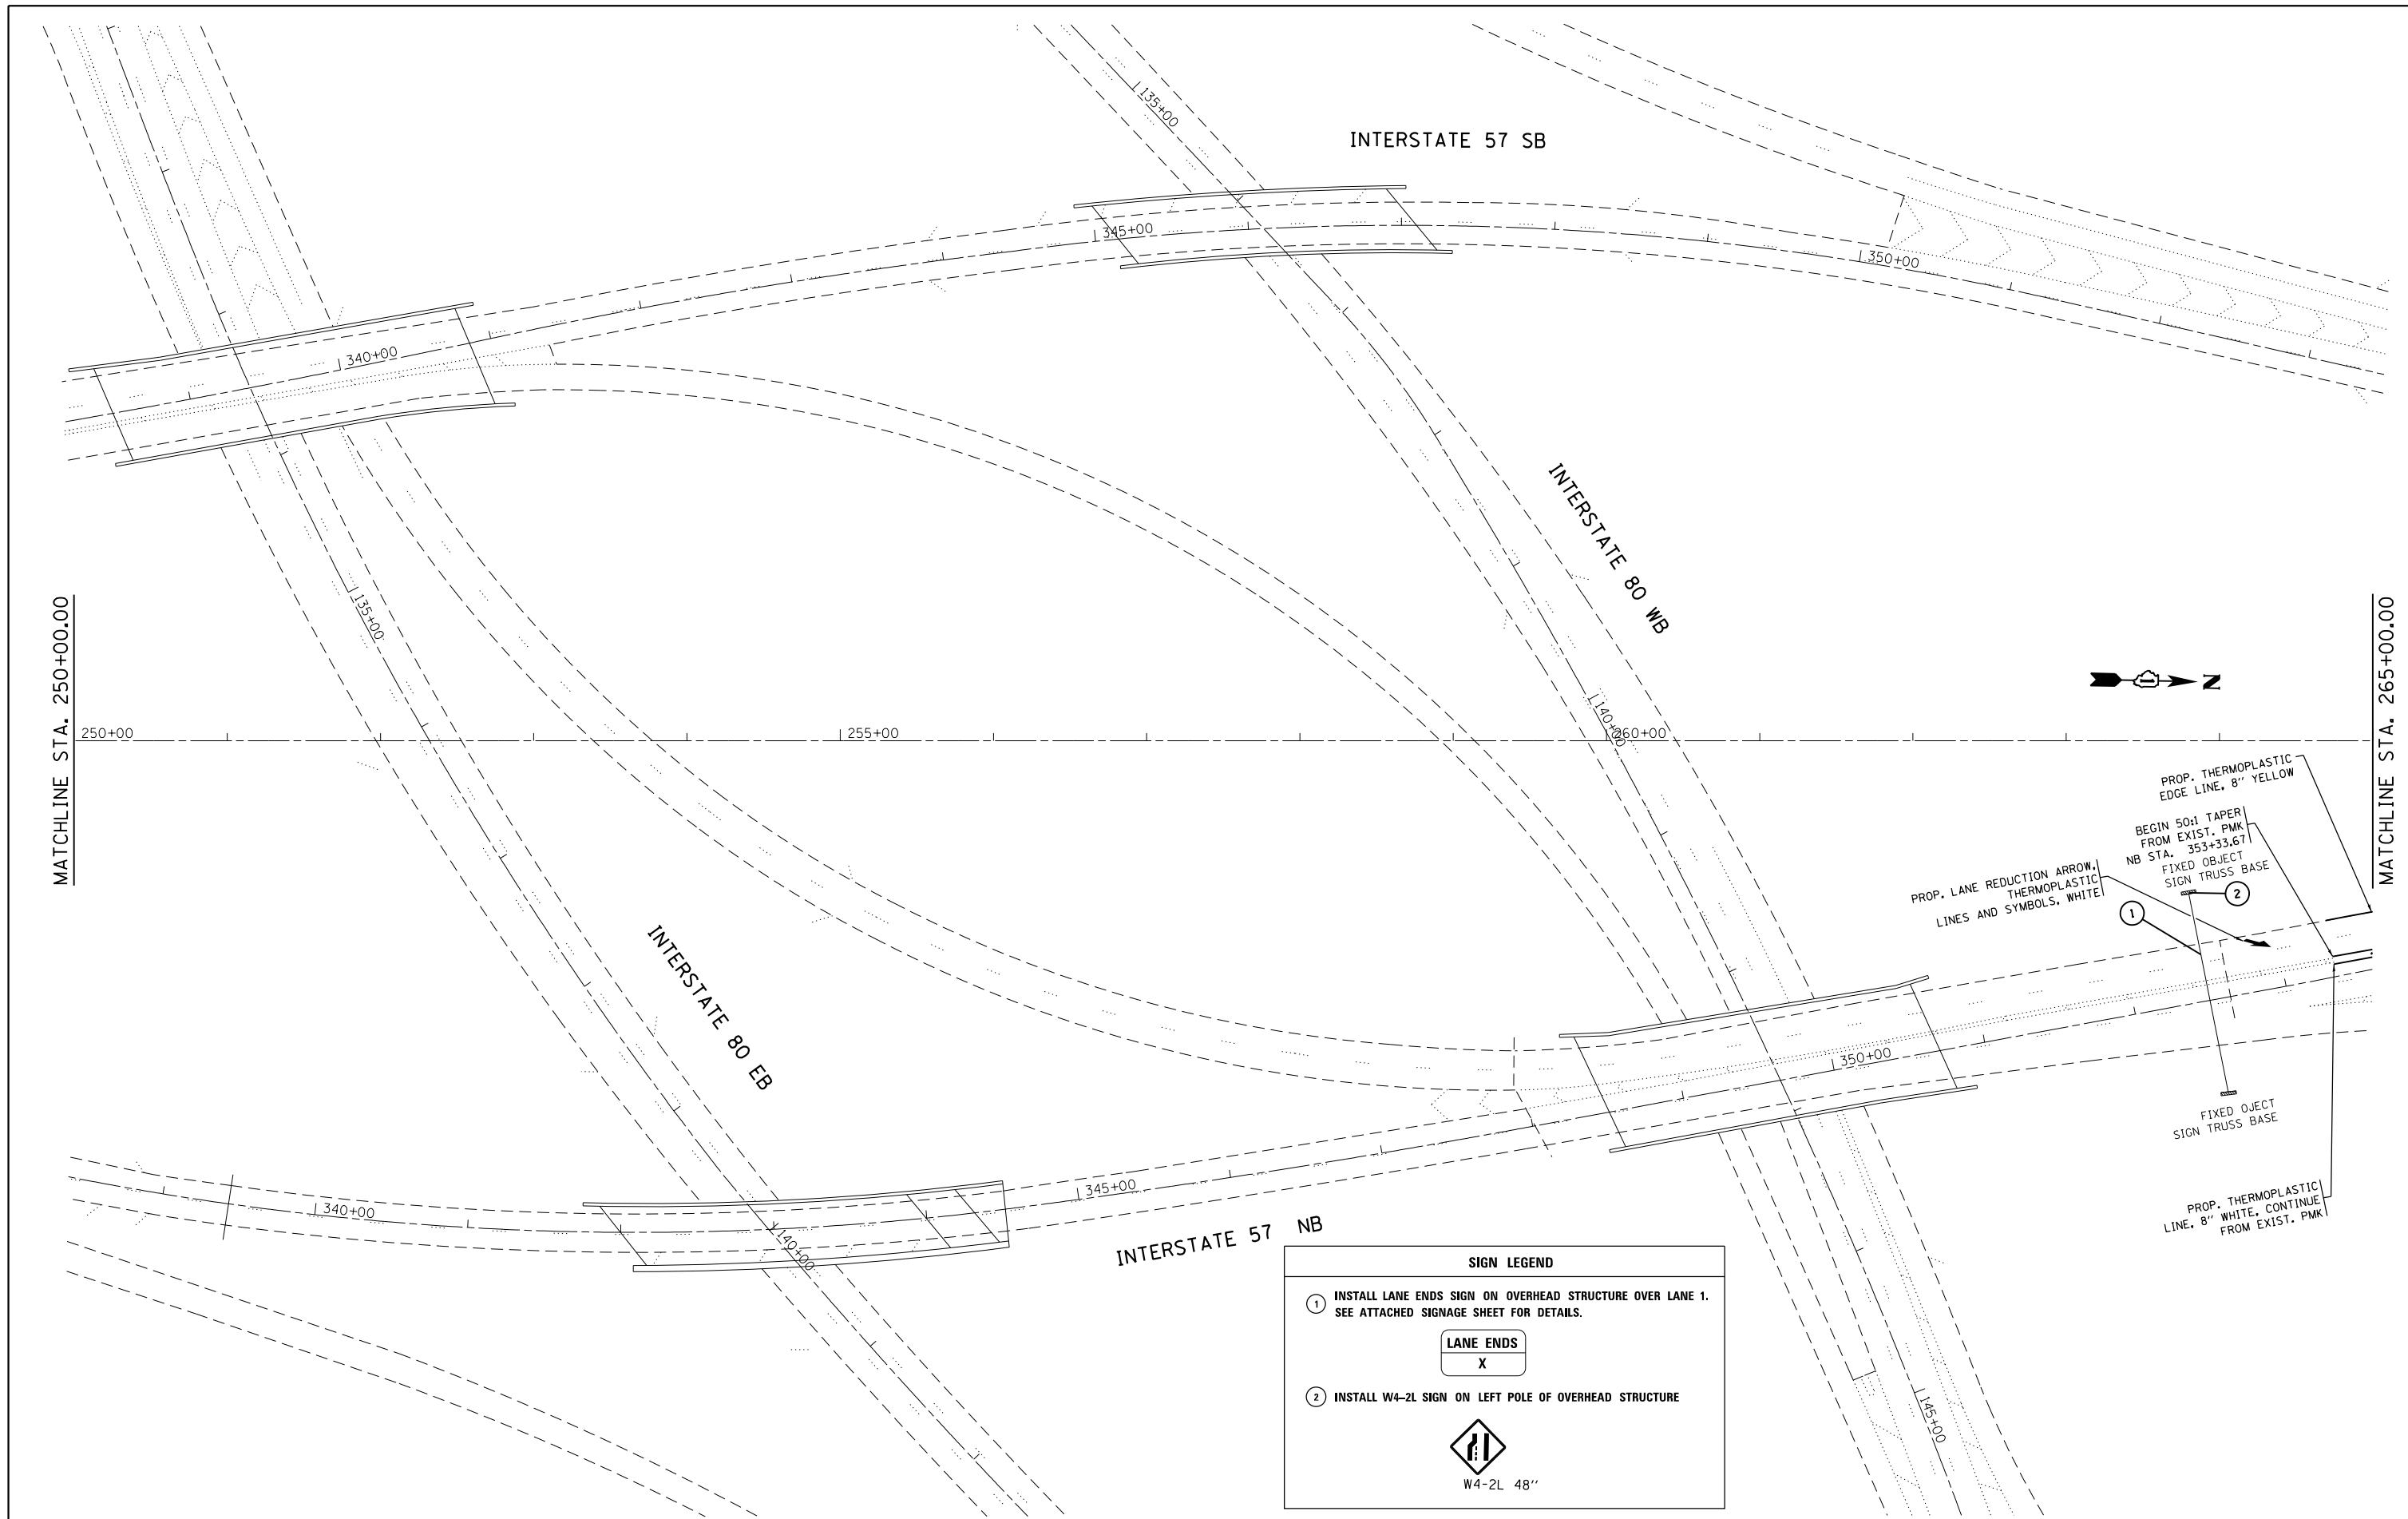 135+00
INTERSTATE 57 SB
345+00
350+00
340+00
INTERSTATE 80 WB
135+00
MATCHLINE STA. 250+00.00
MATCHLINE STA. 265+00.00
N
140+00
250+00
255+00
260+00
PROP. THERMOPLASTIC
EDGE LINE, 8'' YELLOW
BEGIN 50:1 TAPER
FROM EXIST. PMK
NB STA. 353+33.67
FIXED OBJECT
SIGN TRUSS BASE
PROP. LANE REDUCTION ARROW,
THERMOPLASTIC
LINES AND SYMBOLS, WHITE
1
2
INTERSTATE 80 EB
350+00
FIXED OJECT
SIGN TRUSS BASE
345+00
340+00
140+00
INTERSTATE 57 NB
PROP. THERMOPLASTIC
LINE, 8'' WHITE, CONTINUE
FROM EXIST. PMK
SIGN LEGEND
1 INSTALL LANE ENDS SIGN ON OVERHEAD STRUCTURE OVER LANE 1.
SEE ATTACHED SIGNAGE SHEET FOR DETAILS.
LANE ENDS
X
2 INSTALL W4-2L SIGN ON LEFT POLE OF OVERHEAD STRUCTURE
W4-2L 48''
145+00